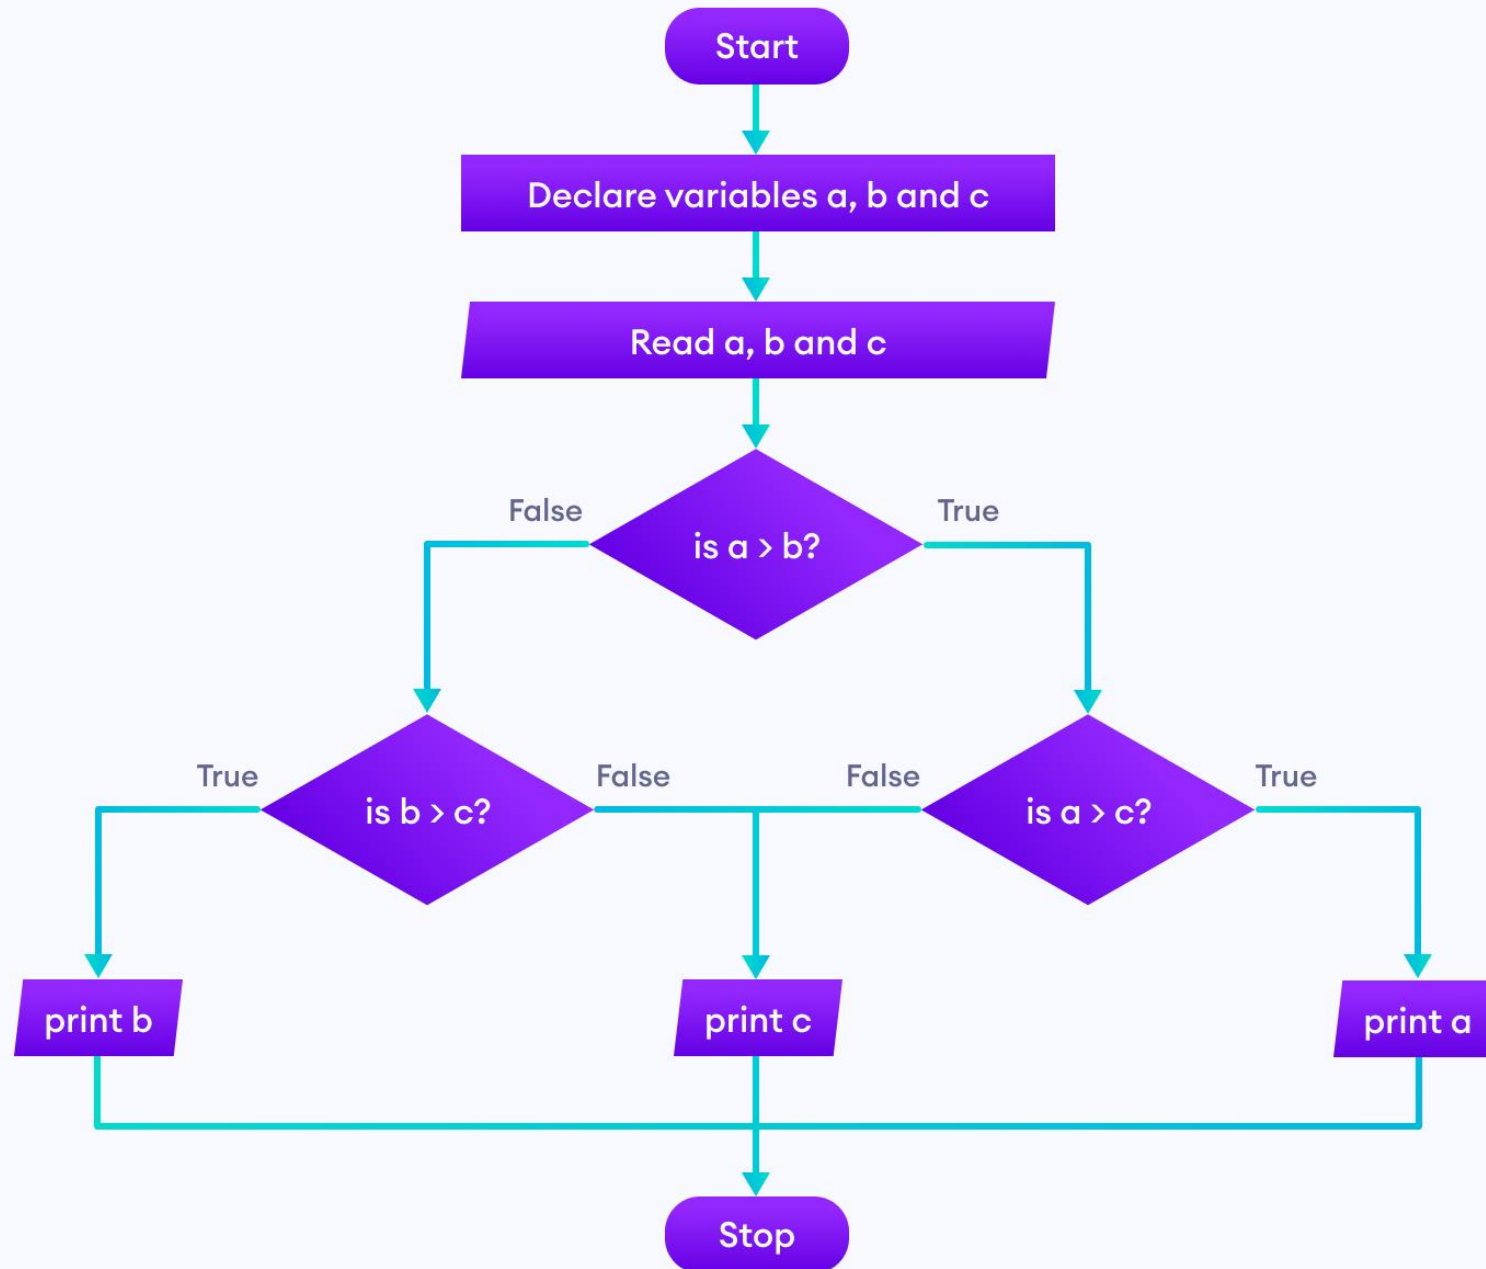 Start
Declare variables a, b and c
Read a, b and c
False
True
is a > b?
True
False
False
True
is b > c?
is a > c?
print b
print c
print a
Stop